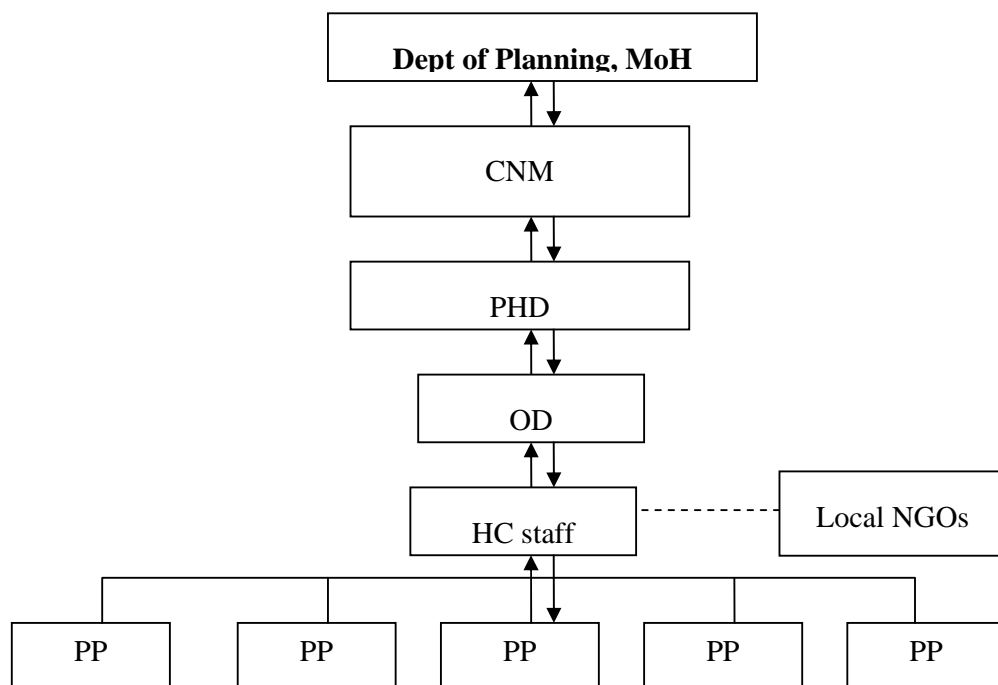 Dept of Planning, MoH
CNM
PHD
OD
HC staff
Local NGOs
PP
PP
PP
PP
PP